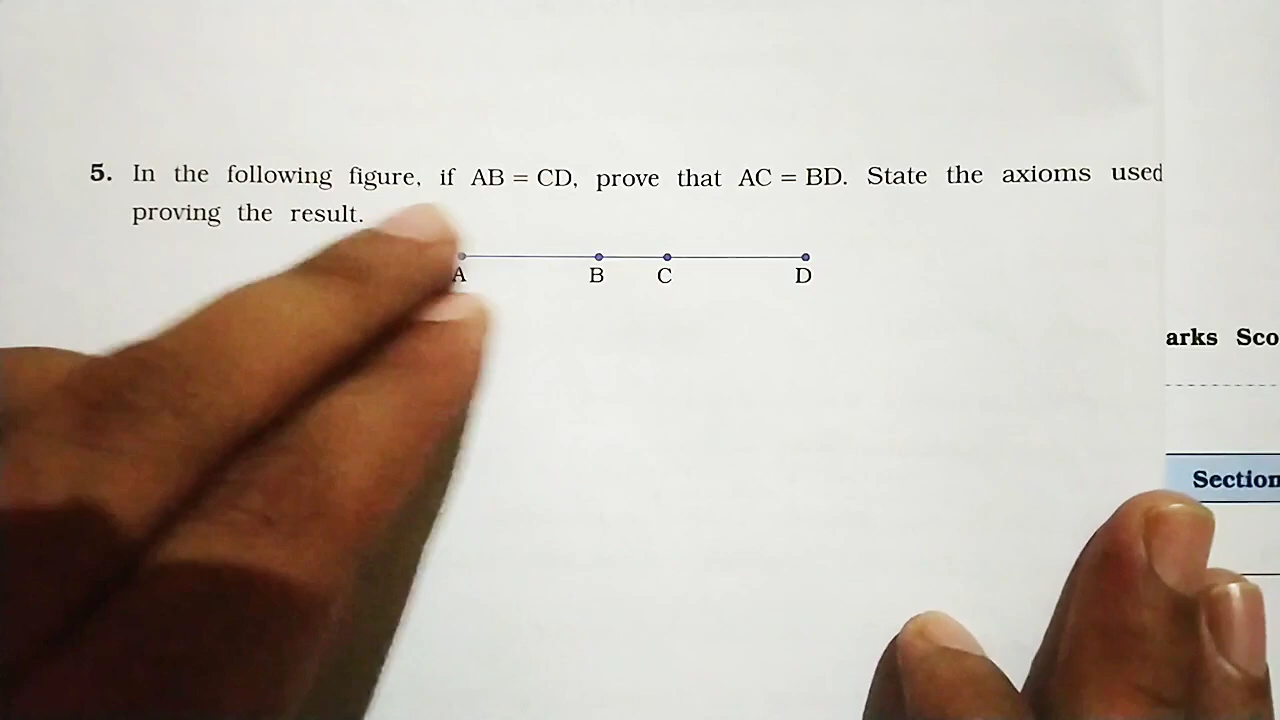 5. In the following figure, if AB = CD, prove that AC = BD. State the axioms used
proving the result.
A B C D
arks Sco
Section